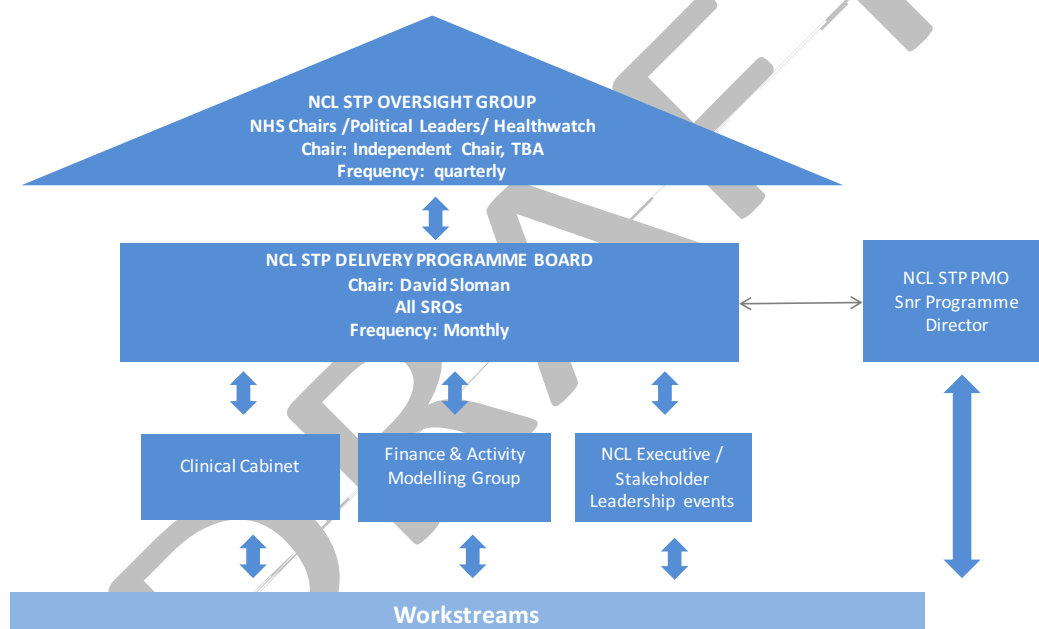 NCL STP OVERSIGHT GROUP
NHS Chairs /Political Leaders/ Healthwatch
Chair: Independent Chair, TBA
Frequency: quarterly
NCL STP DELIVERY PROGRAMME BOARD
Chair: David Sloman
All SROs
Frequency: Monthly
NCL STP PMO
Snr Programme
Director
Clinical Cabinet
Finance & Activity
Modelling Group
NCL Executive /
Stakeholder
Leadership events
Workstreams
DRAFT